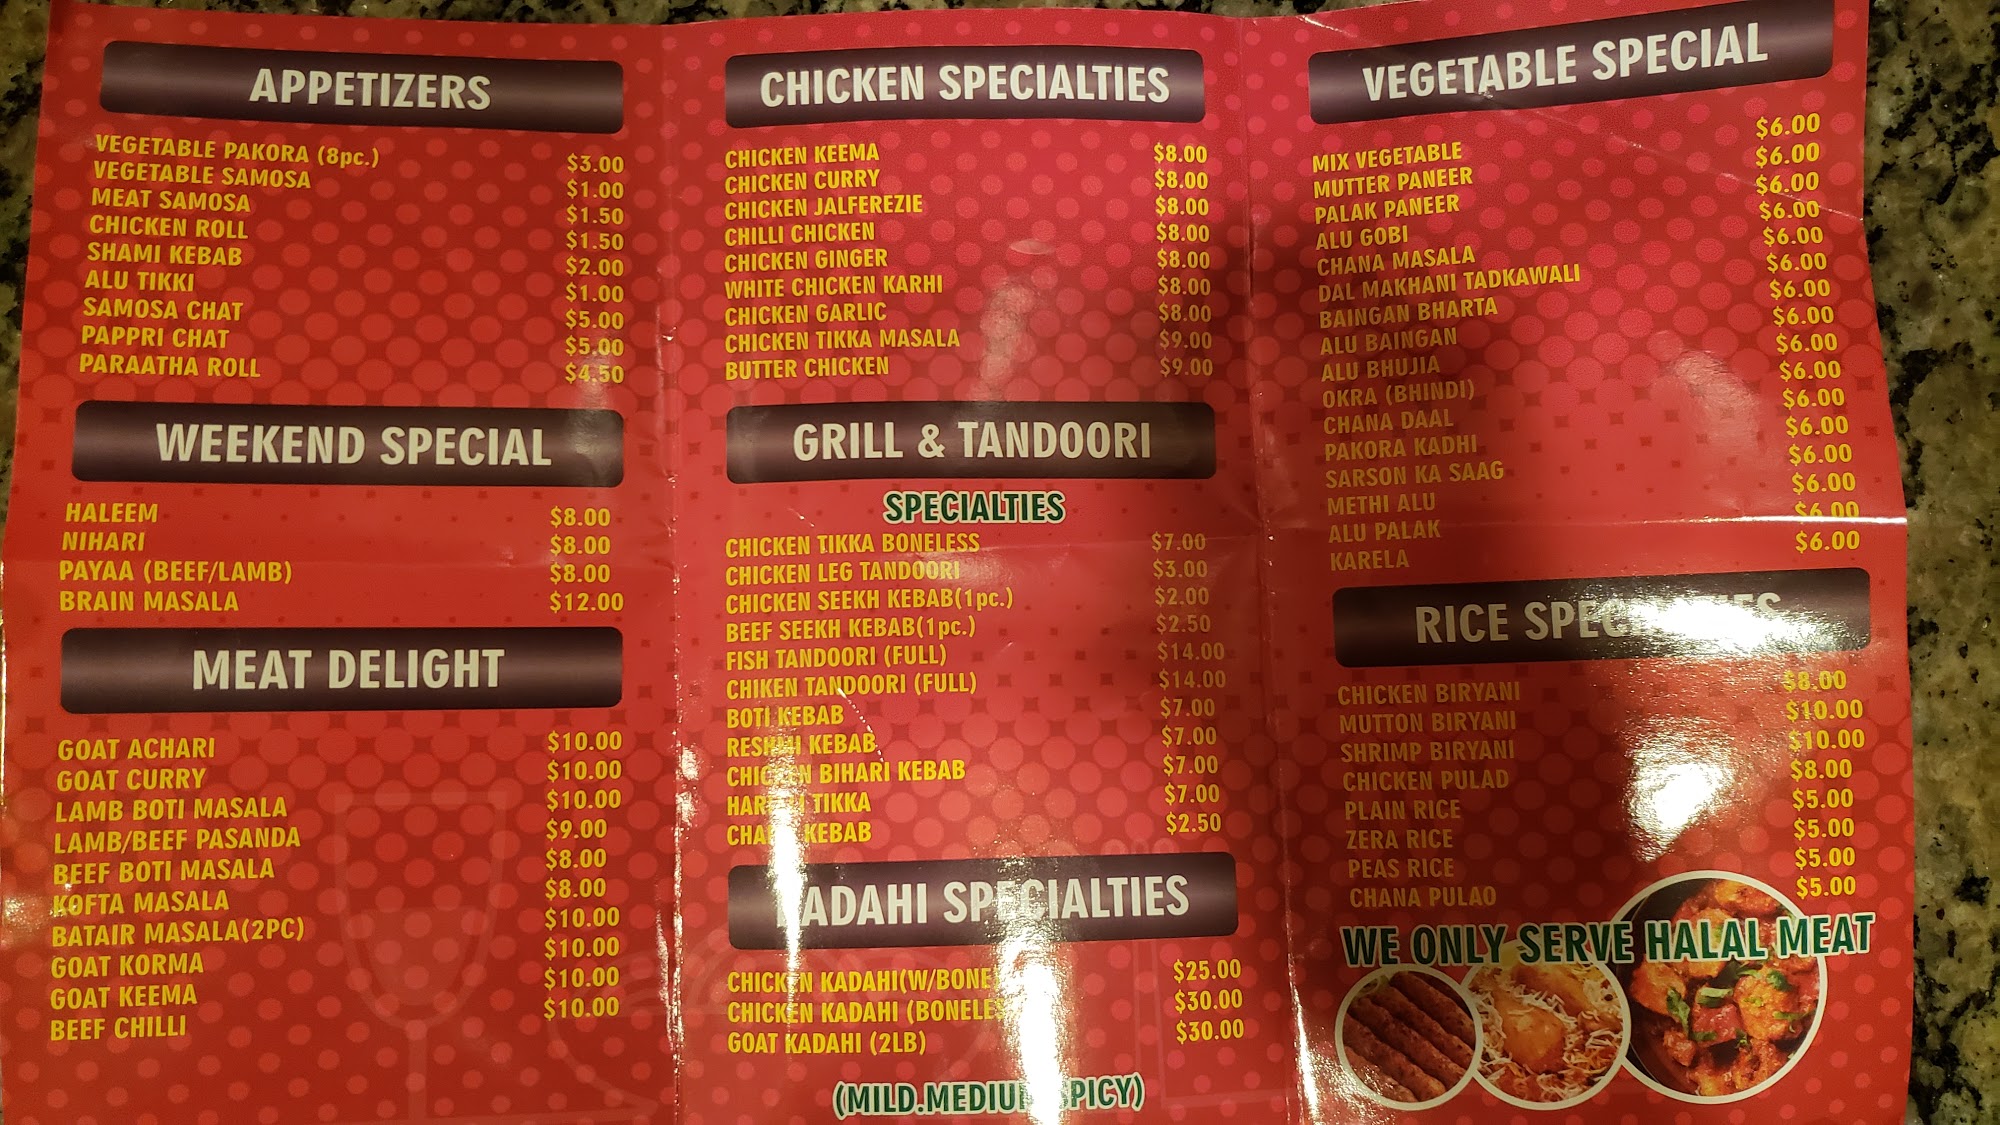 APPETIZERS
VEGETABLE PAKORA (8pc.) $3.00
VEGETABLE SAMOSA $1.00
MEAT SAMOSA $1.50
CHICKEN ROLL $1.50
SHAMI KEBAB $2.00
ALU TIKKI $1.00
SAMOSA CHAT $5.00
PAPPRI CHAT $5.00
PARAATHA ROLL $4.50
WEEKEND SPECIAL
HALEEM $8.00
NIHARI $8.00
PAYAA (BEEF/LAMB) $8.00
BRAIN MASALA $12.00
MEAT DELIGHT
GOAT ACHARI $10.00
GOAT CURRY $10.00
LAMB BOTI MASALA $10.00
LAMB/BEEF PASANDA $9.00
BEEF BOTI MASALA $8.00
KOFTA MASALA $8.00
BATAIR MASALA(2PC) $10.00
GOAT KORMA $10.00
GOAT KEEMA $10.00
BEEF CHILLI $10.00
CHICKEN SPECIALTIES
CHICKEN KEEMA $8.00
CHICKEN CURRY $8.00
CHICKEN JALFEREZIE $8.00
CHILLI CHICKEN $8.00
CHICKEN GINGER $8.00
WHITE CHICKEN KARHI $8.00
CHICKEN GARLIC $8.00
CHICKEN TIKKA MASALA $9.00
BUTTER CHICKEN $9.00
GRILL & TANDOORI
SPECIALTIES
CHICKEN TIKKA BONELESS $7.00
CHICKEN LEG TANDOORI $3.00
CHICKEN SEEKH KEBAB(1pc.) $2.00
BEEF SEEKH KEBAB(1pc.) $2.50
FISH TANDOORI (FULL) $14.00
CHIKEN TANDOORI (FULL) $14.00
BOTI KEBAB $7.00
RESHMI KEBAB $7.00
CHICKEN BIHARI KEBAB $7.00
TIKKA $7.00
KEBAB $2.50
KADAHI SPECIALTIES
CHICKEN KADAHI(W/BONE $25.00
CHICKEN KADAHI (BONELESS $30.00
GOAT KADAHI (2LB) $30.00
(MILD.MEDIUM SPICY)
VEGETABLE SPECIAL
MIX VEGETABLE $6.00
MUTTER PANEER $6.00
PALAK PANEER $6.00
ALU GOBI $6.00
CHANA MASALA $6.00
DAL MAKHANI TADKAWALI $6.00
BAINGAN BHARTA $6.00
ALU BAINGAN $6.00
ALU BHUJIA $6.00
OKRA (BHINDI) $6.00
CHANA DAAL $6.00
PAKORA KADHI $6.00
SARSON KA SAAG $6.00
METHI ALU $6.00
ALU PALAK $6.00
KARELA $6.00
RICE SPECIALTIES
CHICKEN BIRYANI $8.00
MUTTON BIRYANI $10.00
SHRIMP BIRYANI $10.00
CHICKEN PULAD $8.00
PLAIN RICE $5.00
ZERA RICE $5.00
PEAS RICE $5.00
CHANA PULAO $5.00
WE ONLY SERVE HALAL MEAT